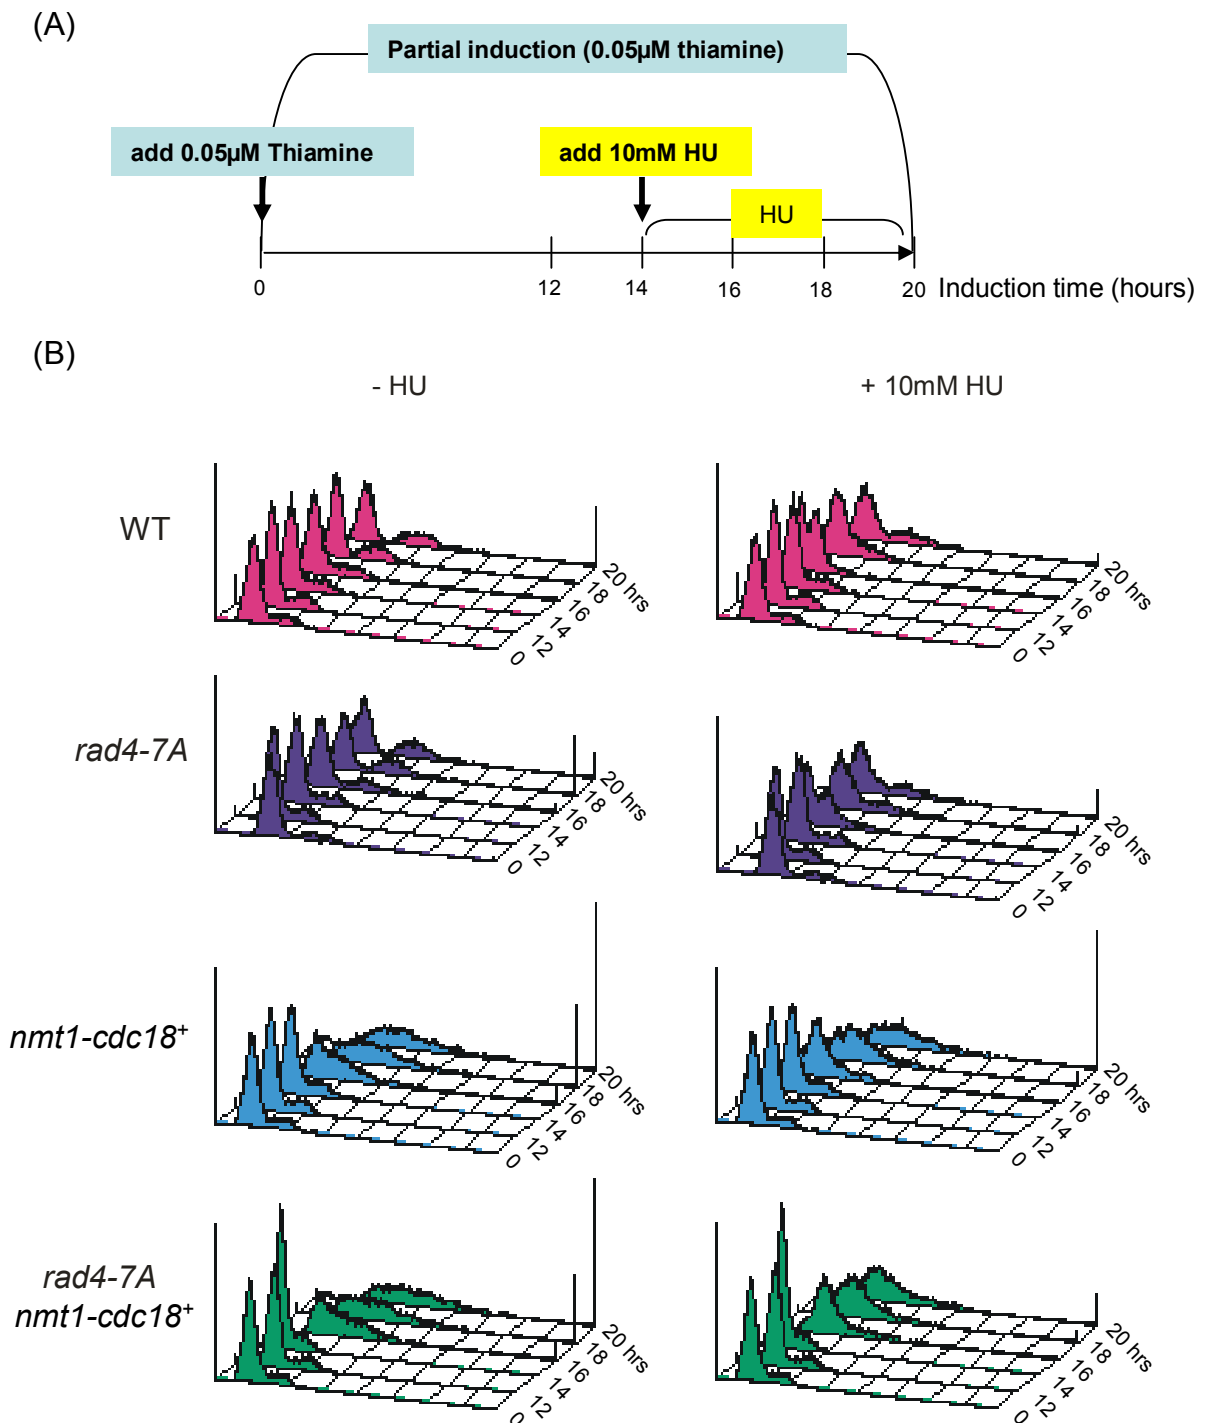 (A)
Partial induction (0.05µM thiamine)
add 0.05µM Thiamine
add 10mM HU
HU
0 12 14 16 18 20 Induction time (hours)
(B)
- HU + 10mM HU
WT
0 12 14 16 18 20 hrs
0 12 14 16 18 20 hrs
rad4-7A
0 12 14 16 18 20 hrs
0 12 14 16 18 20 hrs
nmt1-cdc18+
0 12 14 16 18 20 hrs
0 12 14 16 18 20 hrs
rad4-7A
nmt1-cdc18+
0 12 14 16 18 20 hrs
0 12 14 16 18 20 hrs